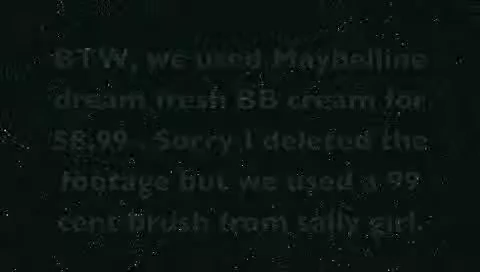 BTW, we used Maybelline
dream fresh BB cream for
$8.99 . Sorry I deleted the
footage but we used a 99
cent brush from sally girl.